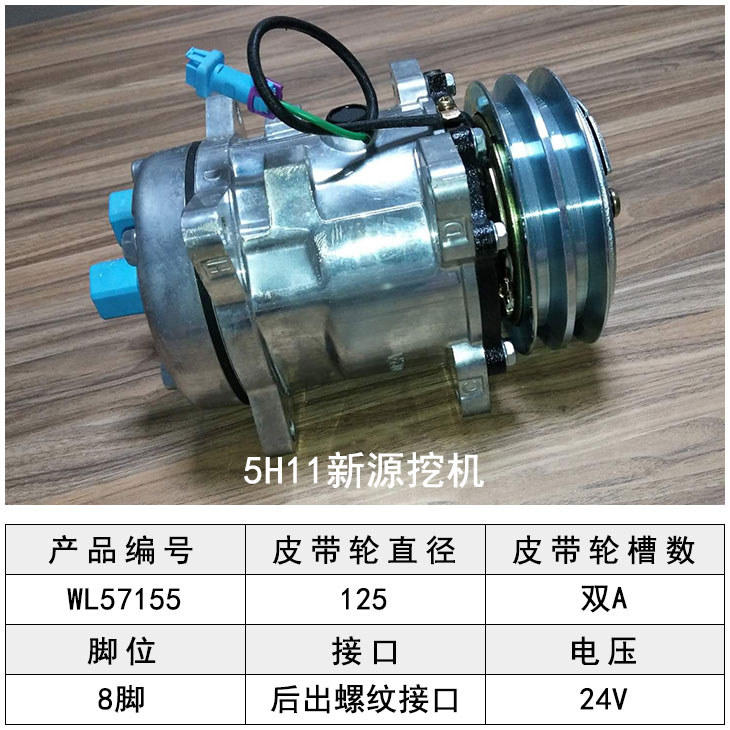 5H11新源挖机
产品编号 皮带轮直径 皮带轮槽数
WL57155 125 双A
脚位 接口 电压
8脚 后出螺纹接口 24V